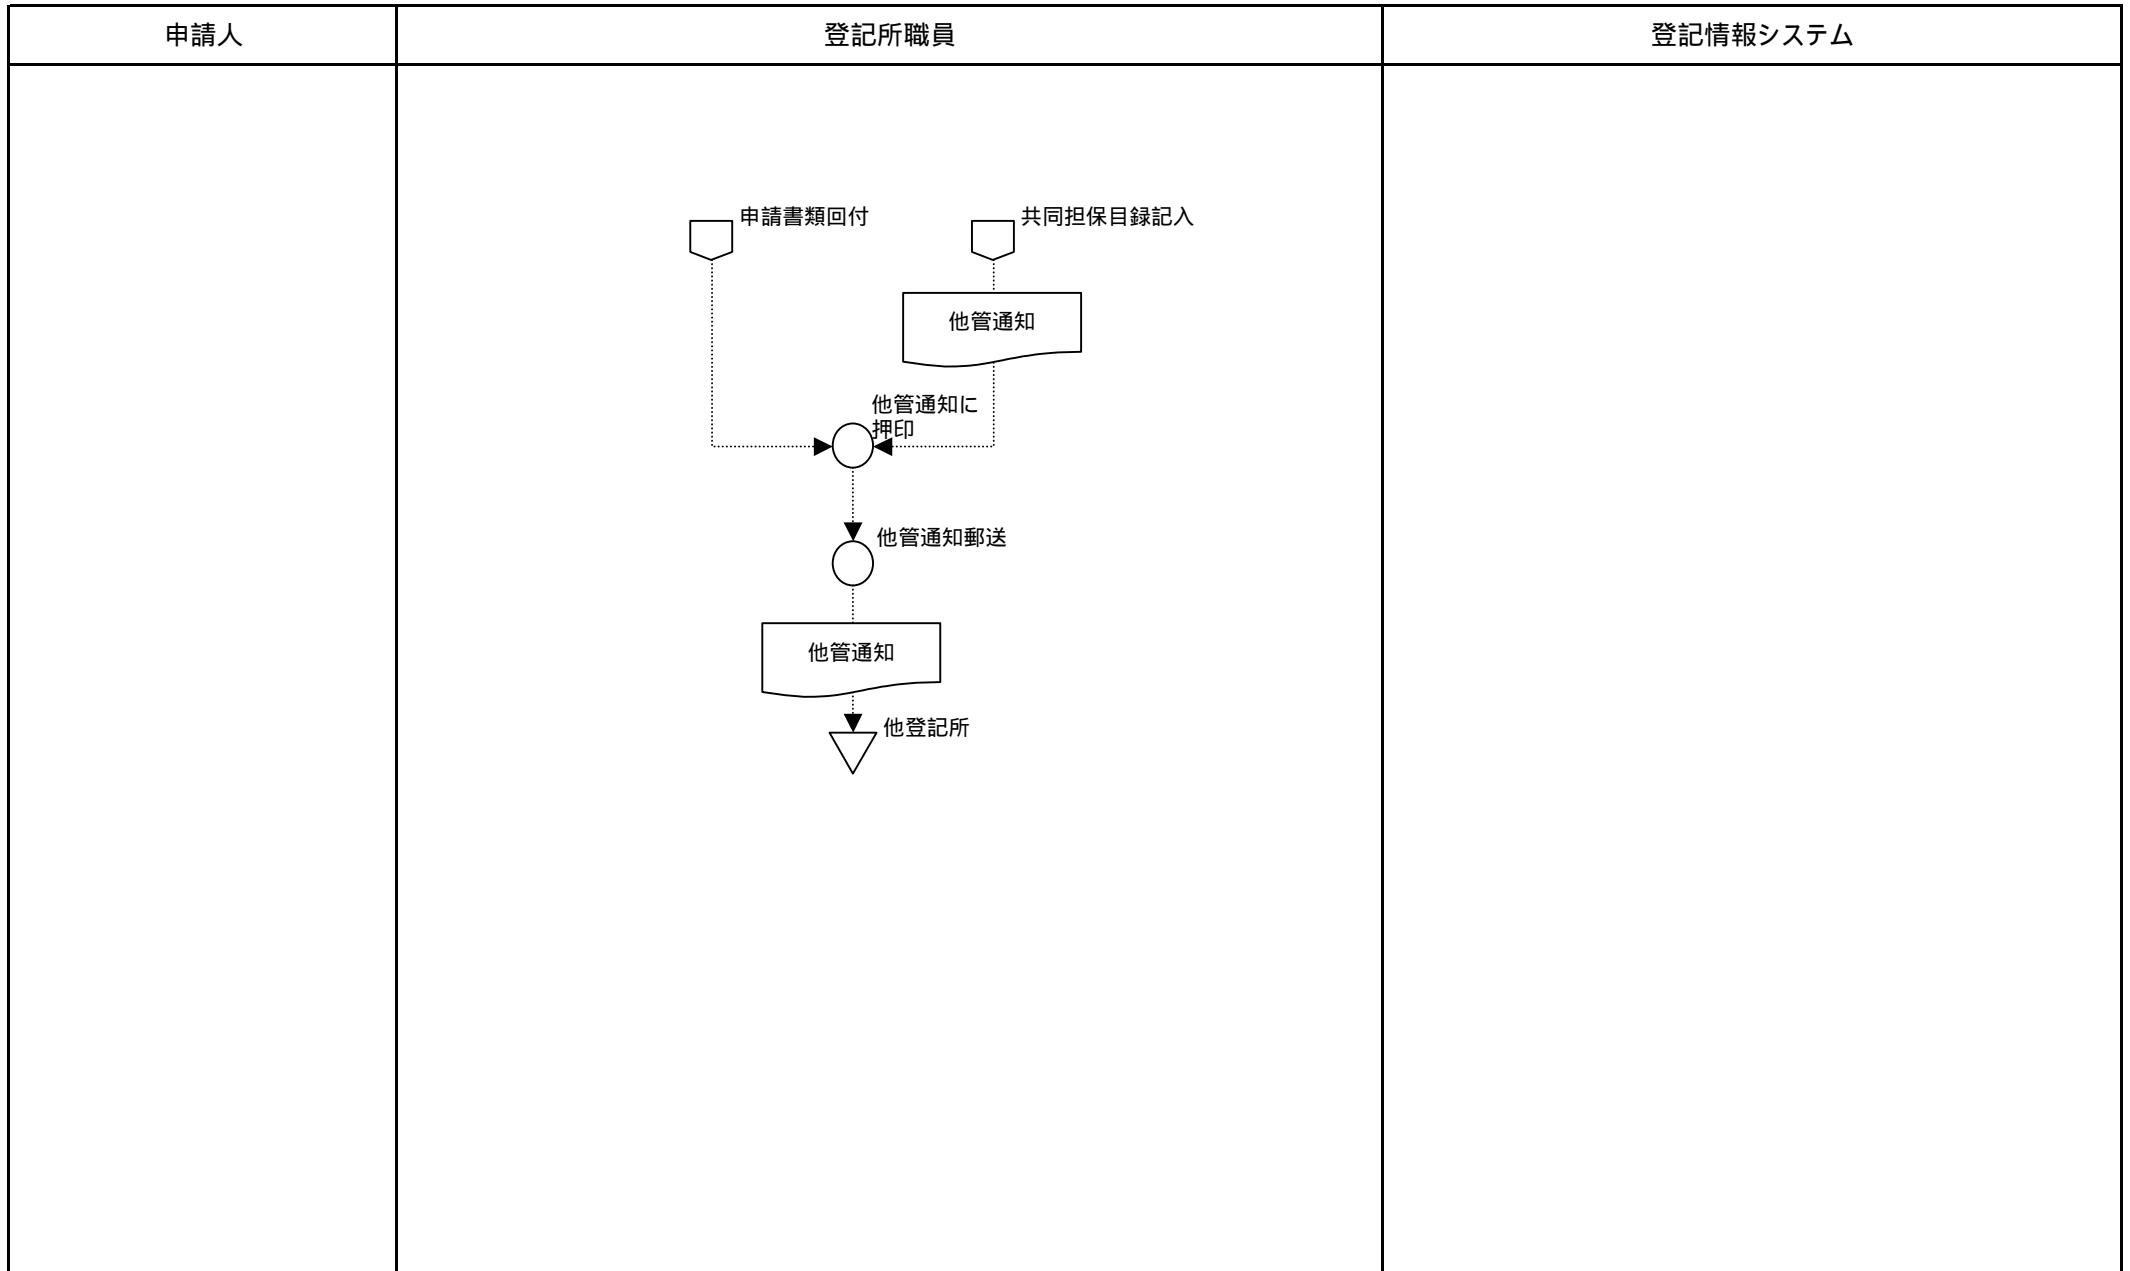 申請人
登記所職員
登記情報システム
申請書類回付
共同担保目録記入
他管通知
他管通知に
押印
他管通知郵送
他管通知
他登記所